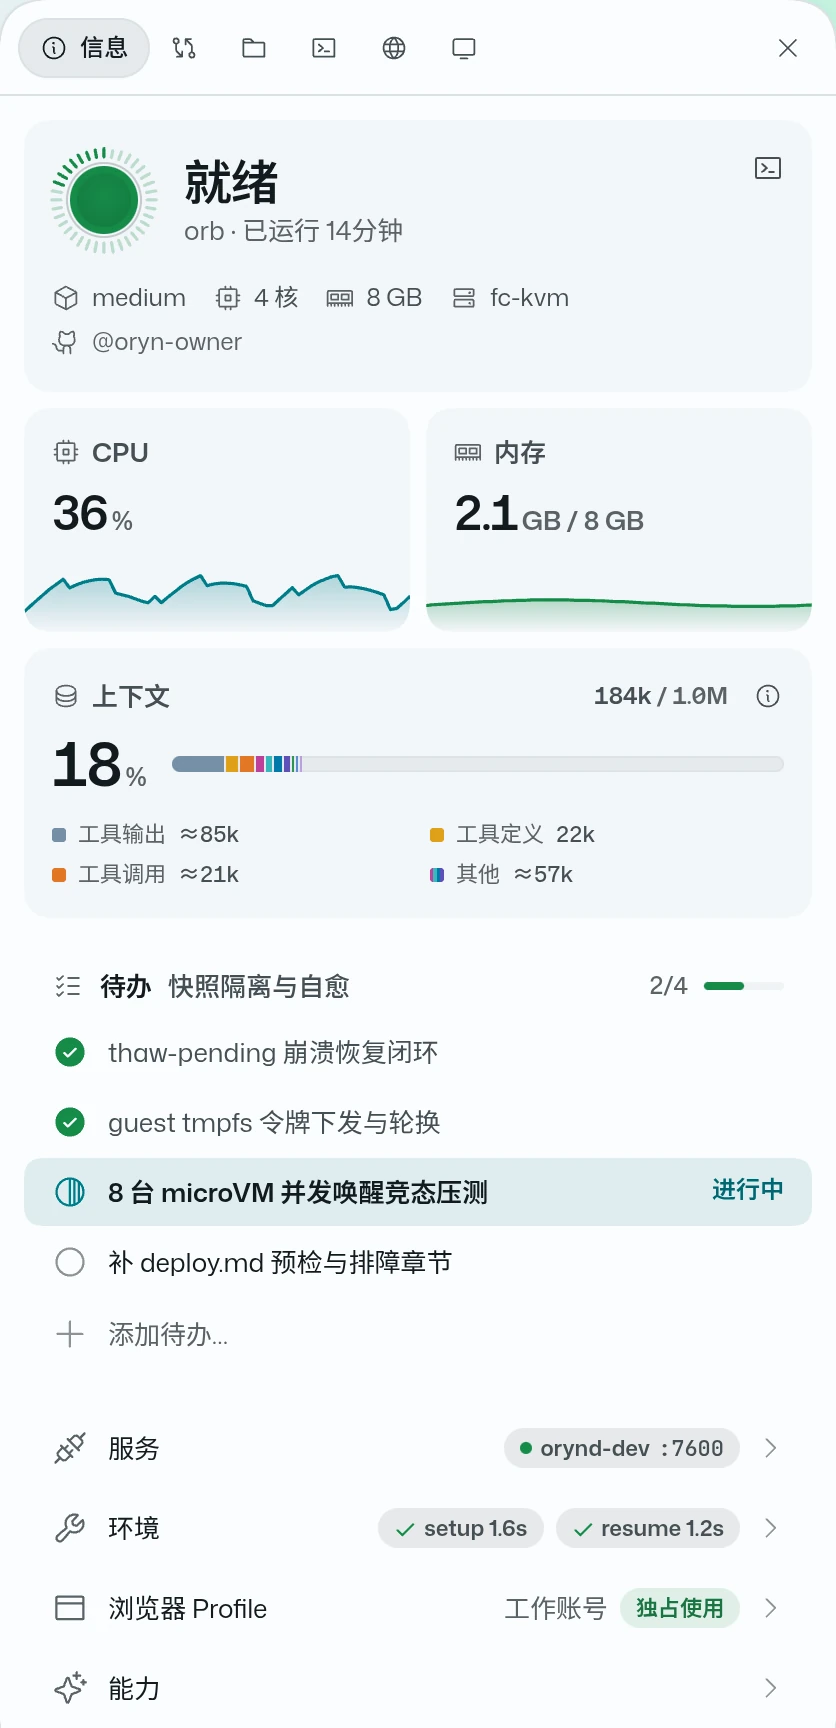 信息
就绪
orb · 已运行 14分钟
medium 4 核 8 GB fc-kvm
@oryn-owner
CPU
36 %
内存
2.1 GB / 8 GB
上下文 184k / 1.0M
18 %
工具输出 ≈85k 工具定义 22k
工具调用 ≈21k 其他 ≈57k
待办 快照隔离与自愈 2/4
thaw-pending 崩溃恢复闭环
guest tmpfs 令牌下发与轮换
8 台 microVM 并发唤醒竞态压测 进行中
补 deploy.md 预检与排障章节
添加待办...
服务 orynd-dev :7600
环境 setup 1.6s resume 1.2s
浏览器 Profile 工作账号 独占使用
能力